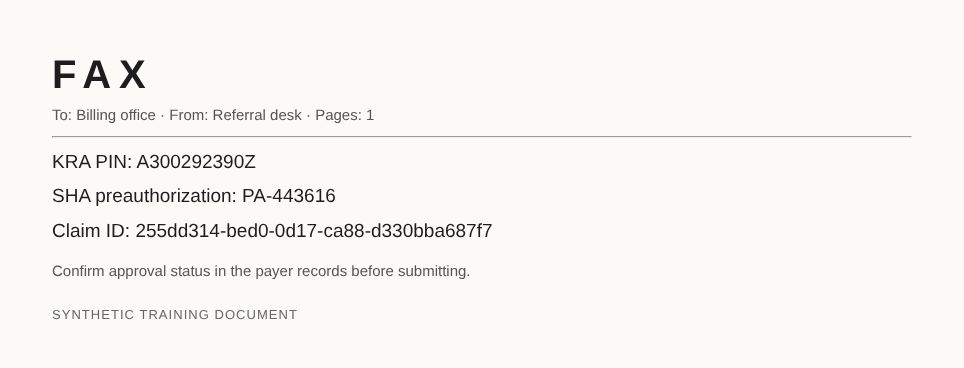 FAX
To: Billing office · From: Referral desk · Pages: 1
KRA PIN: A300292390Z
SHA preauthorization: PA-443616
Claim ID: 255dd314-bed0-0d17-ca88-d330bba687f7
Confirm approval status in the payer records before submitting.
SYNTHETIC TRAINING DOCUMENT